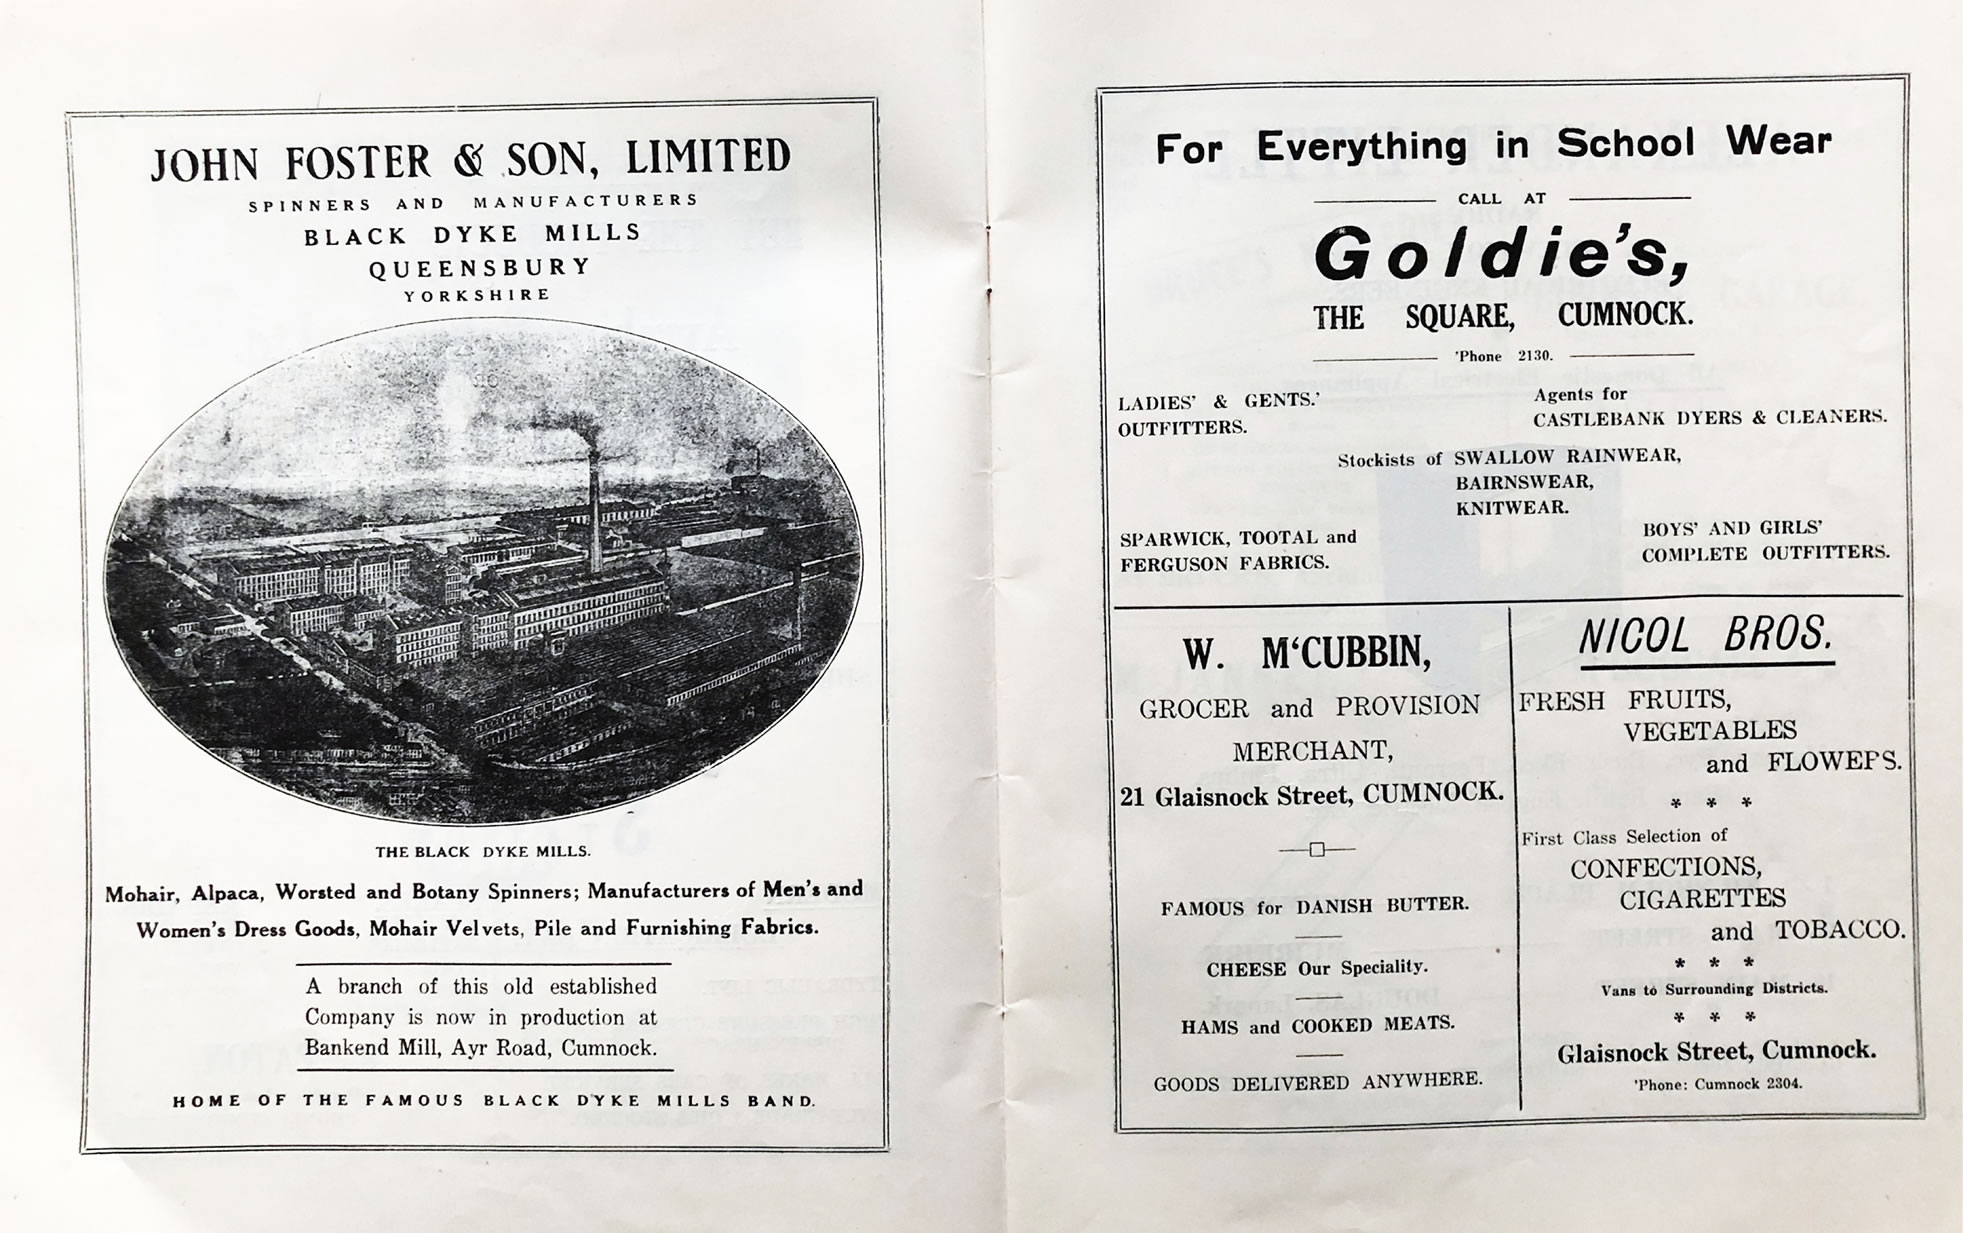 JOHN FOSTER & SON, LIMITED
SPINNERS AND MANUFACTURERS
BLACK DYKE MILLS
QUEENSBURY
YORKSHIRE
THE BLACK DYKE MILLS.
Mohair, Alpaca, Worsted and Botany Spinners; Manufacturers of Men's and
Women's Dress Goods, Mohair Velvets, Pile and Furnishing Fabrics.
A branch of this old established
Company is now in production at
Bankend Mill, Ayr Road, Cumnock.
HOME OF THE FAMOUS BLACK DYKE MILLS BAND.
For Everything in School Wear
CALL AT
Goldie's,
THE SQUARE, CUMNOCK.
'Phone 2130.
LADIES' & GENTS.'
OUTFITTERS.
Agents for
CASTLEBANK DYERS & CLEANERS.
Stockists of SWALLOW RAINWEAR,
BAIRNSWEAR,
KNITWEAR.
SPARWICK, TOOTAL and
FERGUSON FABRICS.
BOYS' AND GIRLS'
COMPLETE OUTFITTERS.
W. M‘CUBBIN,
GROCER and PROVISION
MERCHANT,
21 Glaisnock Street, CUMNOCK.
FAMOUS for DANISH BUTTER.
CHEESE Our Speciality.
HAMS and COOKED MEATS.
GOODS DELIVERED ANYWHERE.
NICOL BROS.
FRESH FRUITS,
VEGETABLES
and FLOWERS.
* * *
First Class Selection of
CONFECTIONS,
CIGARETTES
and TOBACCO.
* * *
Vans to Surrounding Districts.
* * *
Glaisnock Street, Cumnock.
'Phone: Cumnock 2304.